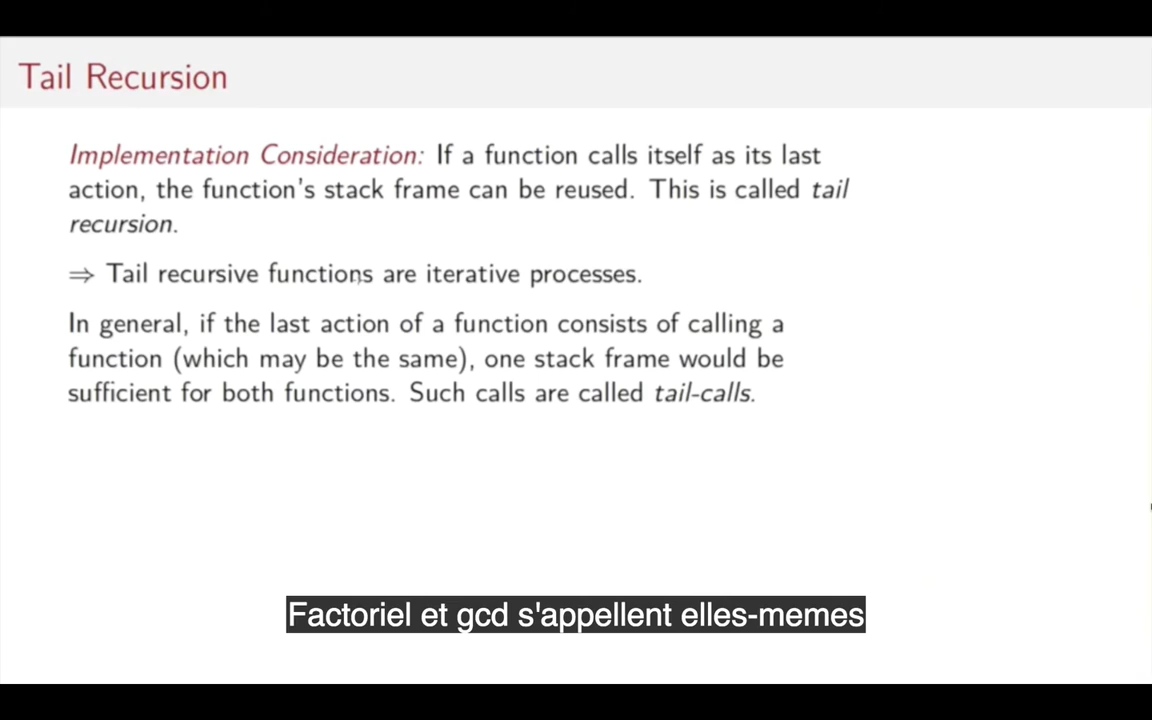 Tail Recursion
Implementation Consideration: If a function calls itself as its last
action, the function's stack frame can be reused. This is called tail
recursion.
⇒ Tail recursive functions are iterative processes.
In general, if the last action of a function consists of calling a
function (which may be the same), one stack frame would be
sufficient for both functions. Such calls are called tail-calls.
Factoriel et gcd s'appellent elles-memes